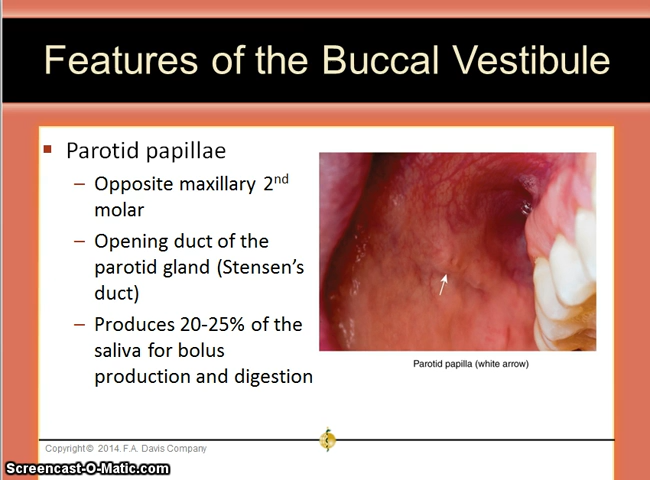 Features of the Buccal Vestibule
▪ Parotid papillae
– Opposite maxillary 2nd
molar
– Opening duct of the
parotid gland (Stensen's
duct)
– Produces 20-25% of the
saliva for bolus
production and digestion
Parotid papilla (white arrow)
Copyright © 2014. F.A. Davis Company
Screencast-O-Matic.com